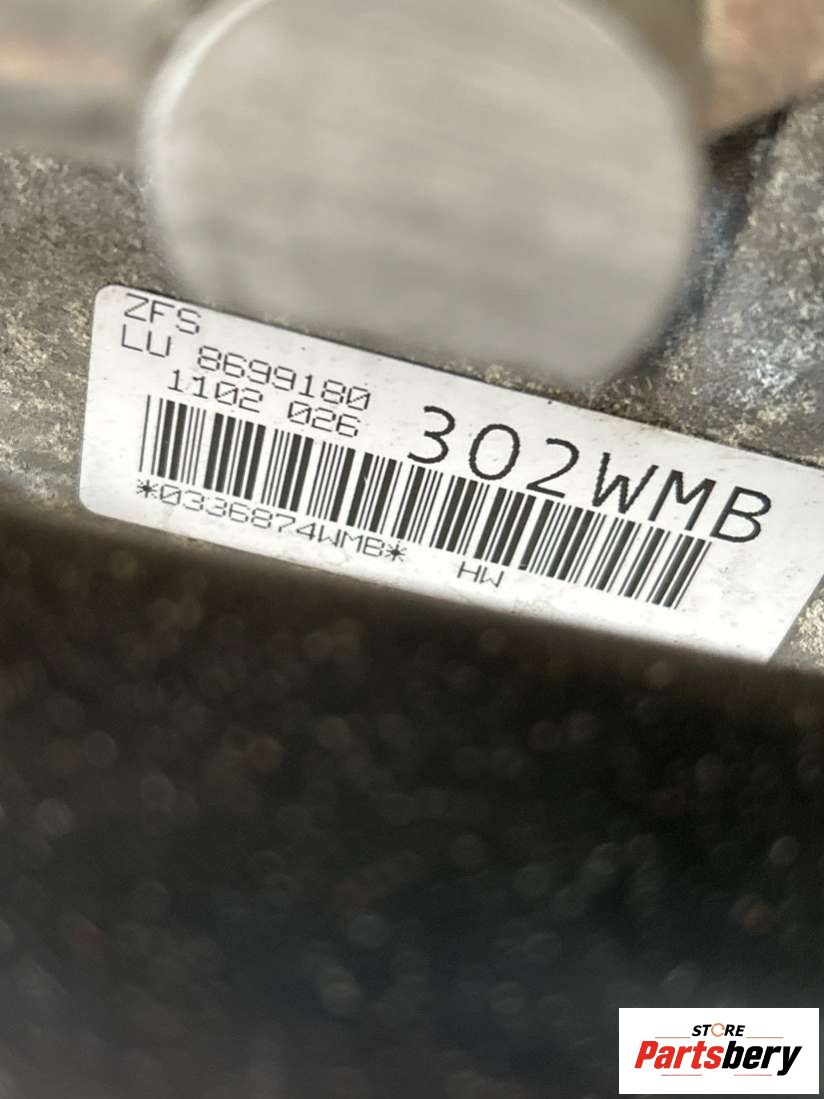 ZFS
LU 8699180
1102 026
302WMB
*0336874WMB*
HW
STORE
Partsbery